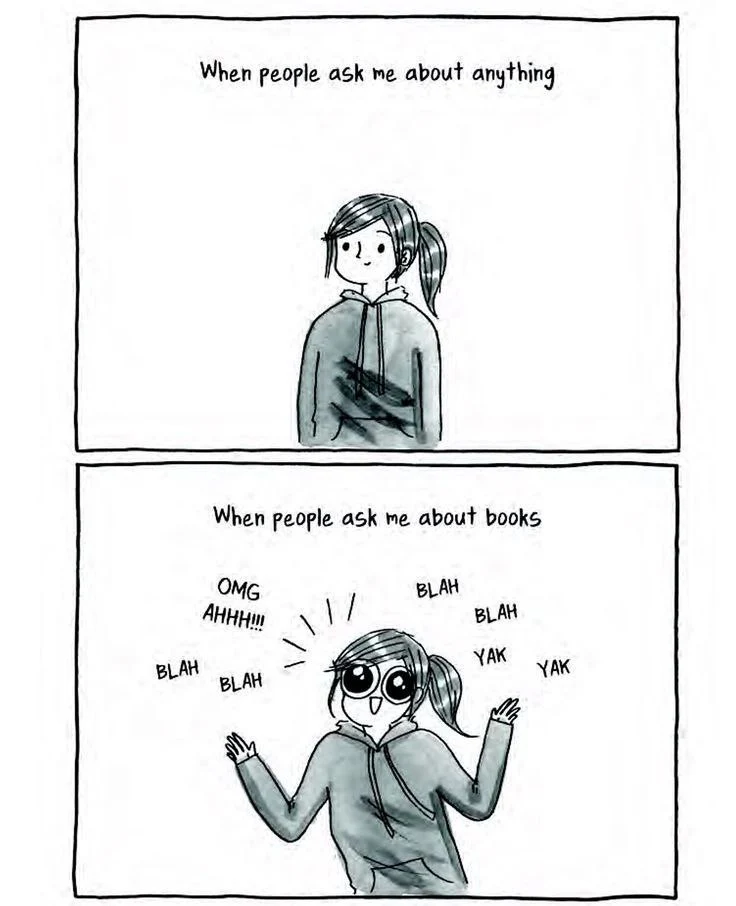 When people ask me about anything
When people ask me about books
OMG
AHHH!!!
BLAH
BLAH
BLAH
BLAH
YAK
YAK